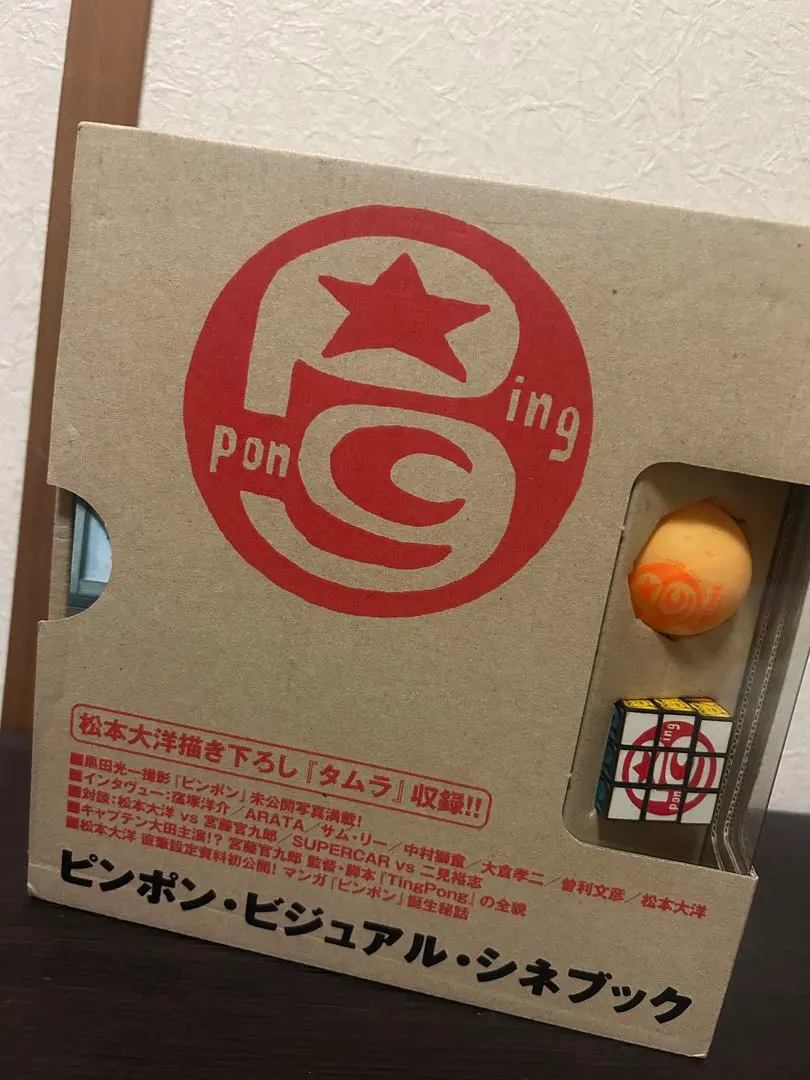 ping
pong
松本大洋描き下ろし『タムラ』収録!!
■黒田光一撮影『ピンポン』未公開写真満載!
■インタヴュー:窪塚洋介/ARATA/サム・リー/中村獅童/大倉孝二/曽利文彦/松本大洋
■対談:松本大洋 vs 宮藤官九郎/SUPERCAR vs 二見裕志
■キャプテン大田主演!? 宮藤官九郎 監督・脚本『TingPong』の全貌
■松本大洋 直筆設定資料初公開! マンガ『ピンポン』誕生秘話
ピンポン・ビジュアル・シネブック
ping
pong